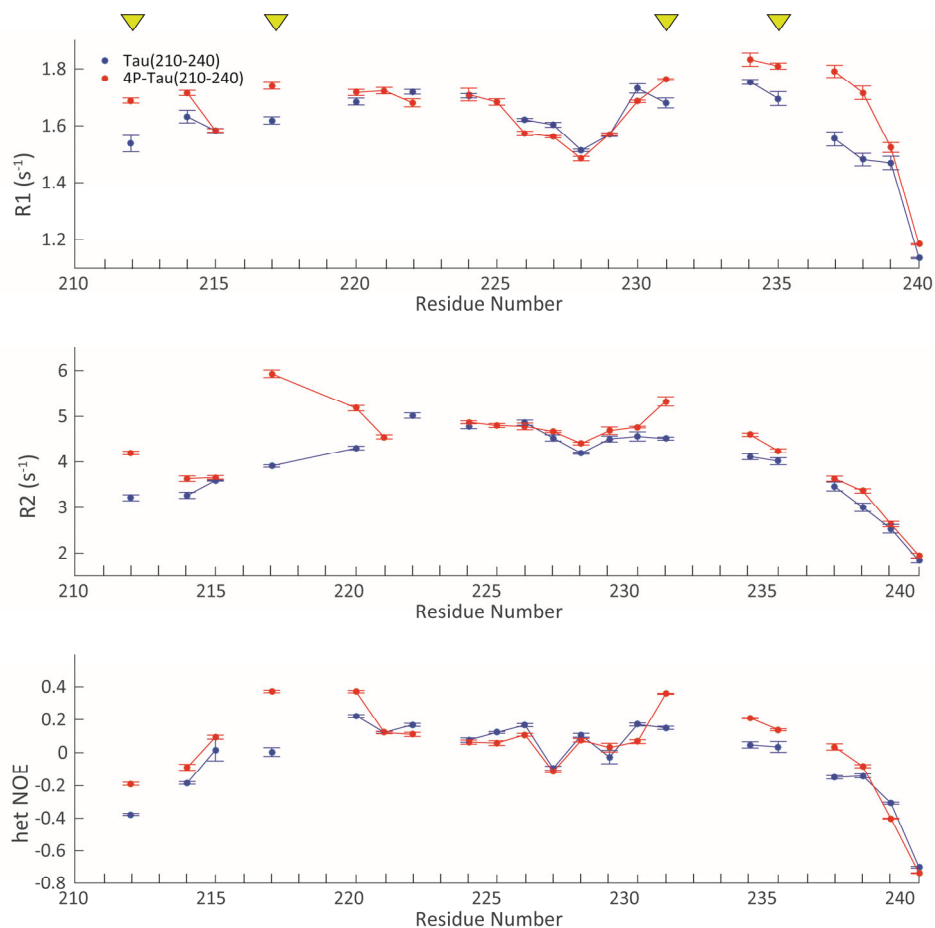 1.8
Tau(210-240)
4P-Tau(210-240)
1.6
1.4
1.2
R1 (s-1)
210 215 220 225 230 235 240
Residue Number
6
5
4
3
2
R2 (s-1)
210 215 220 225 230 235 240
Residue Number
0.4
0.2
0
-0.2
-0.4
-0.6
-0.8
het NOE
210 215 220 225 230 235 240
Residue Number